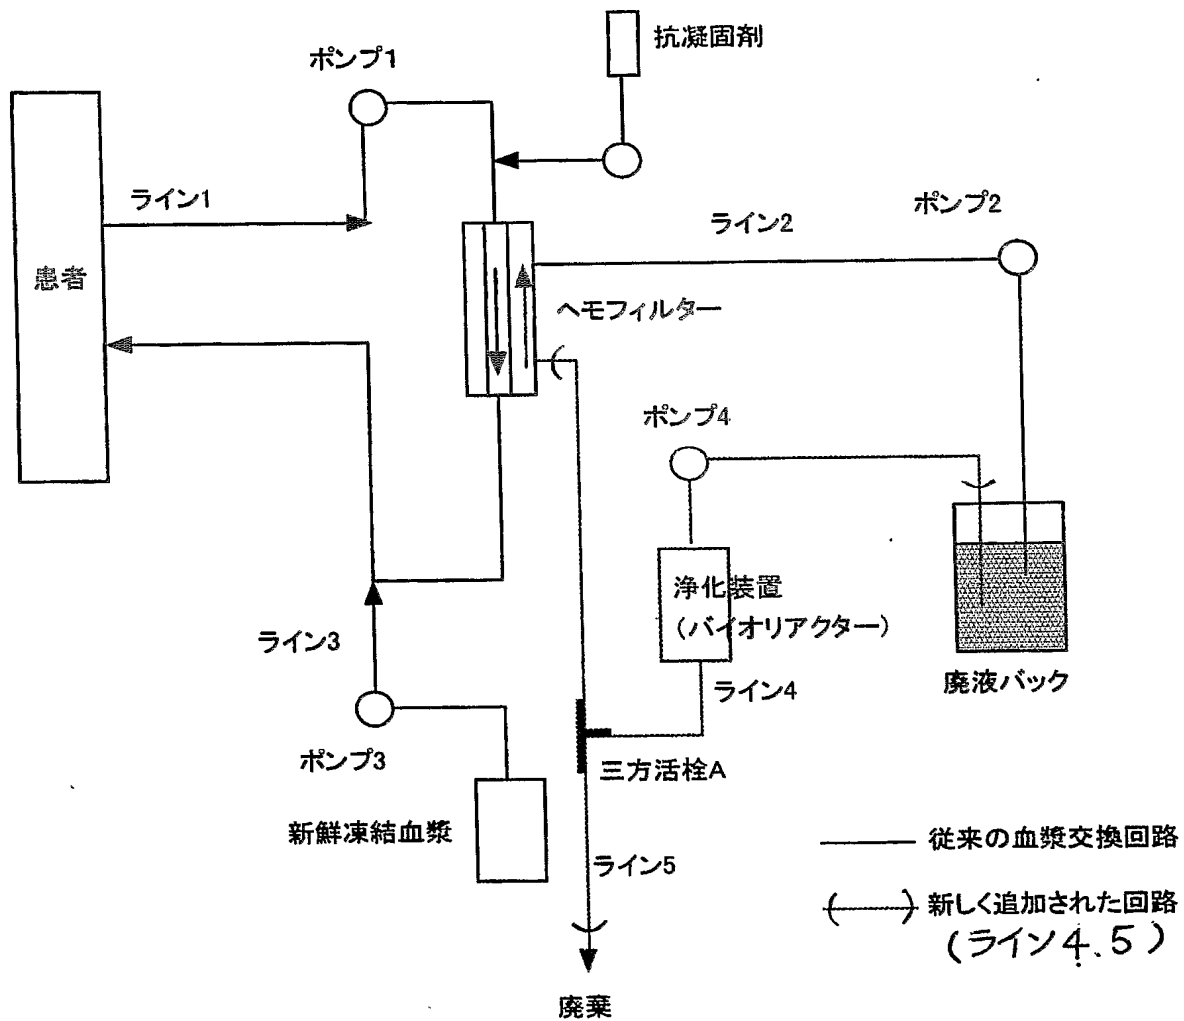 抗凝固剤
ポンプ1
ライン1
ポンプ2
ライン2
患者
ヘモフィルター
ポンプ4
浄化装置
(バイオリアクター)
ライン3
ライン4
廃液バック
ポンプ3
三方活栓A
新鮮凍結血漿
従来の血漿交換回路
ライン5
新しく追加された回路
(ライン4.5)
廃棄